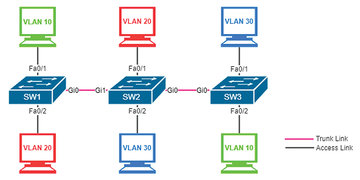 VLAN 10
VLAN 20
VLAN 30
Fa0/1
Fa0/1
Fa0/1
SW1
Gi0
Gi1
SW2
Gi0
Gi0
SW3
Fa0/2
Fa0/2
Fa0/2
VLAN 20
VLAN 30
VLAN 10
Trunk Link
Access Link